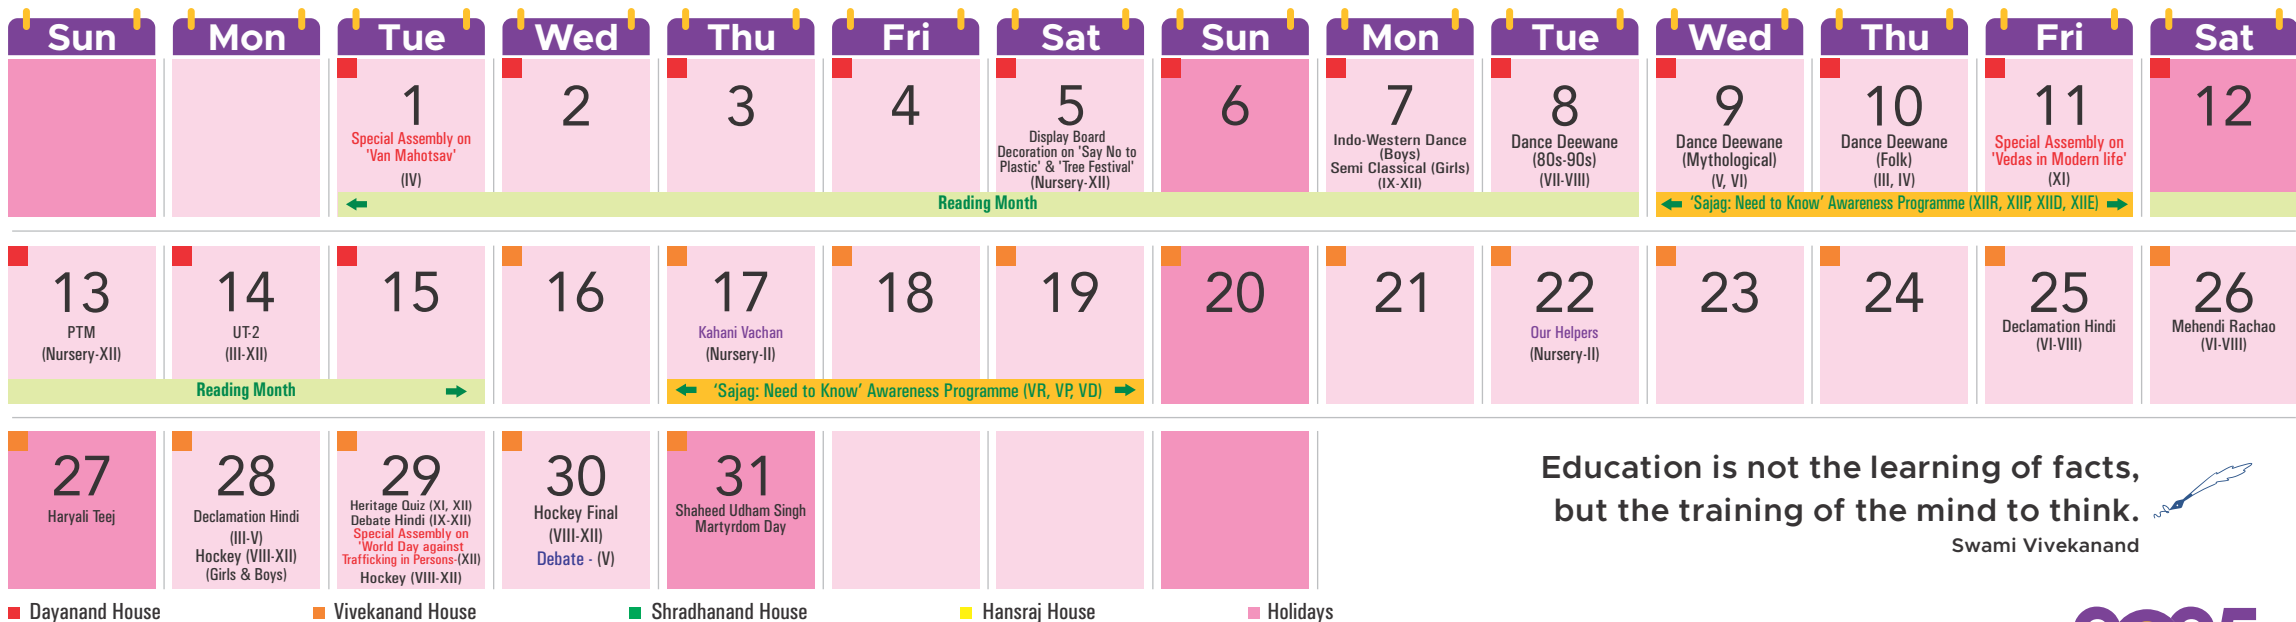 Sun Mon Tue Wed Thu Fri Sat Sun Mon Tue Wed Thu Fri Sat
1
Special Assembly on
'Van Mahotsav'
(IV)
2
3
4
5
Display Board
Decoration on 'Say No to
Plastic' & 'Tree Festival'
(Nursery-XII)
6
7
Indo-Western Dance
(Boys)
Semi Classical (Girls)
(IX-XII)
8
Dance Deewane
(80s-90s)
(VII-VIII)
9
Dance Deewane
(Mythological)
(V, VI)
10
Dance Deewane
(Folk)
(III, IV)
11
Special Assembly on
'Vedas in Modern life'
(XI)
12
Reading Month
‘Sajag: Need to Know’ Awareness Programme (XIIR, XIIP, XIID, XIIE)
13
PTM
(Nursery-XII)
14
UT-2
(III-XII)
15
16
17
Kahani Vachan
(Nursery-II)
18
19
20
21
22
Our Helpers
(Nursery-II)
23
24
25
Declamation Hindi
(VI-VIII)
26
Mehendi Rachao
(VI-VIII)
Reading Month
‘Sajag: Need to Know’ Awareness Programme (VR, VP, VD)
27
Haryali Teej
28
Declamation Hindi
(III-V)
Hockey (VIII-XII)
(Girls & Boys)
29
Heritage Quiz (XI, XII)
Debate Hindi (IX-XII)
Special Assembly on
'World Day against
Trafficking in Persons-(XII)
Hockey (VIII-XII)
30
Hockey Final
(VIII-XII)
Debate - (V)
31
Shaheed Udham Singh
Martyrdom Day
Education is not the learning of facts,
but the training of the mind to think.
Swami Vivekanand
Dayanand House
Vivekanand House
Shradhanand House
Hansraj House
Holidays